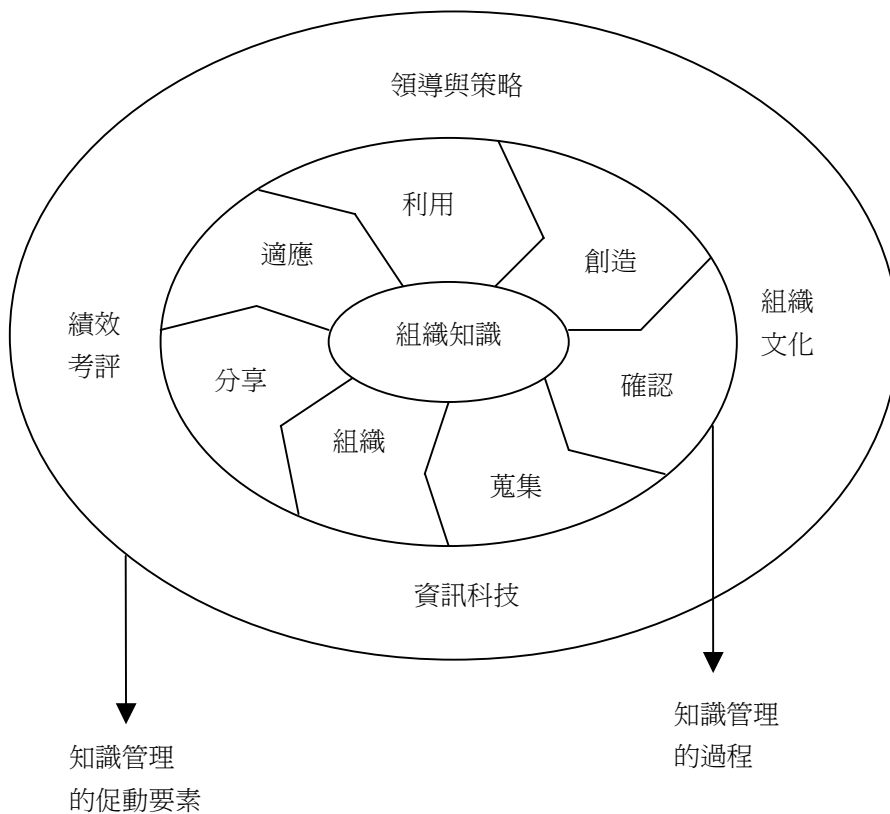 領導與策略
利用
創造
適應
組織知識
組織
文化
績效
考評
分享
確認
組織
蒐集
資訊科技
知識管理
的過程
知識管理
的促動要素